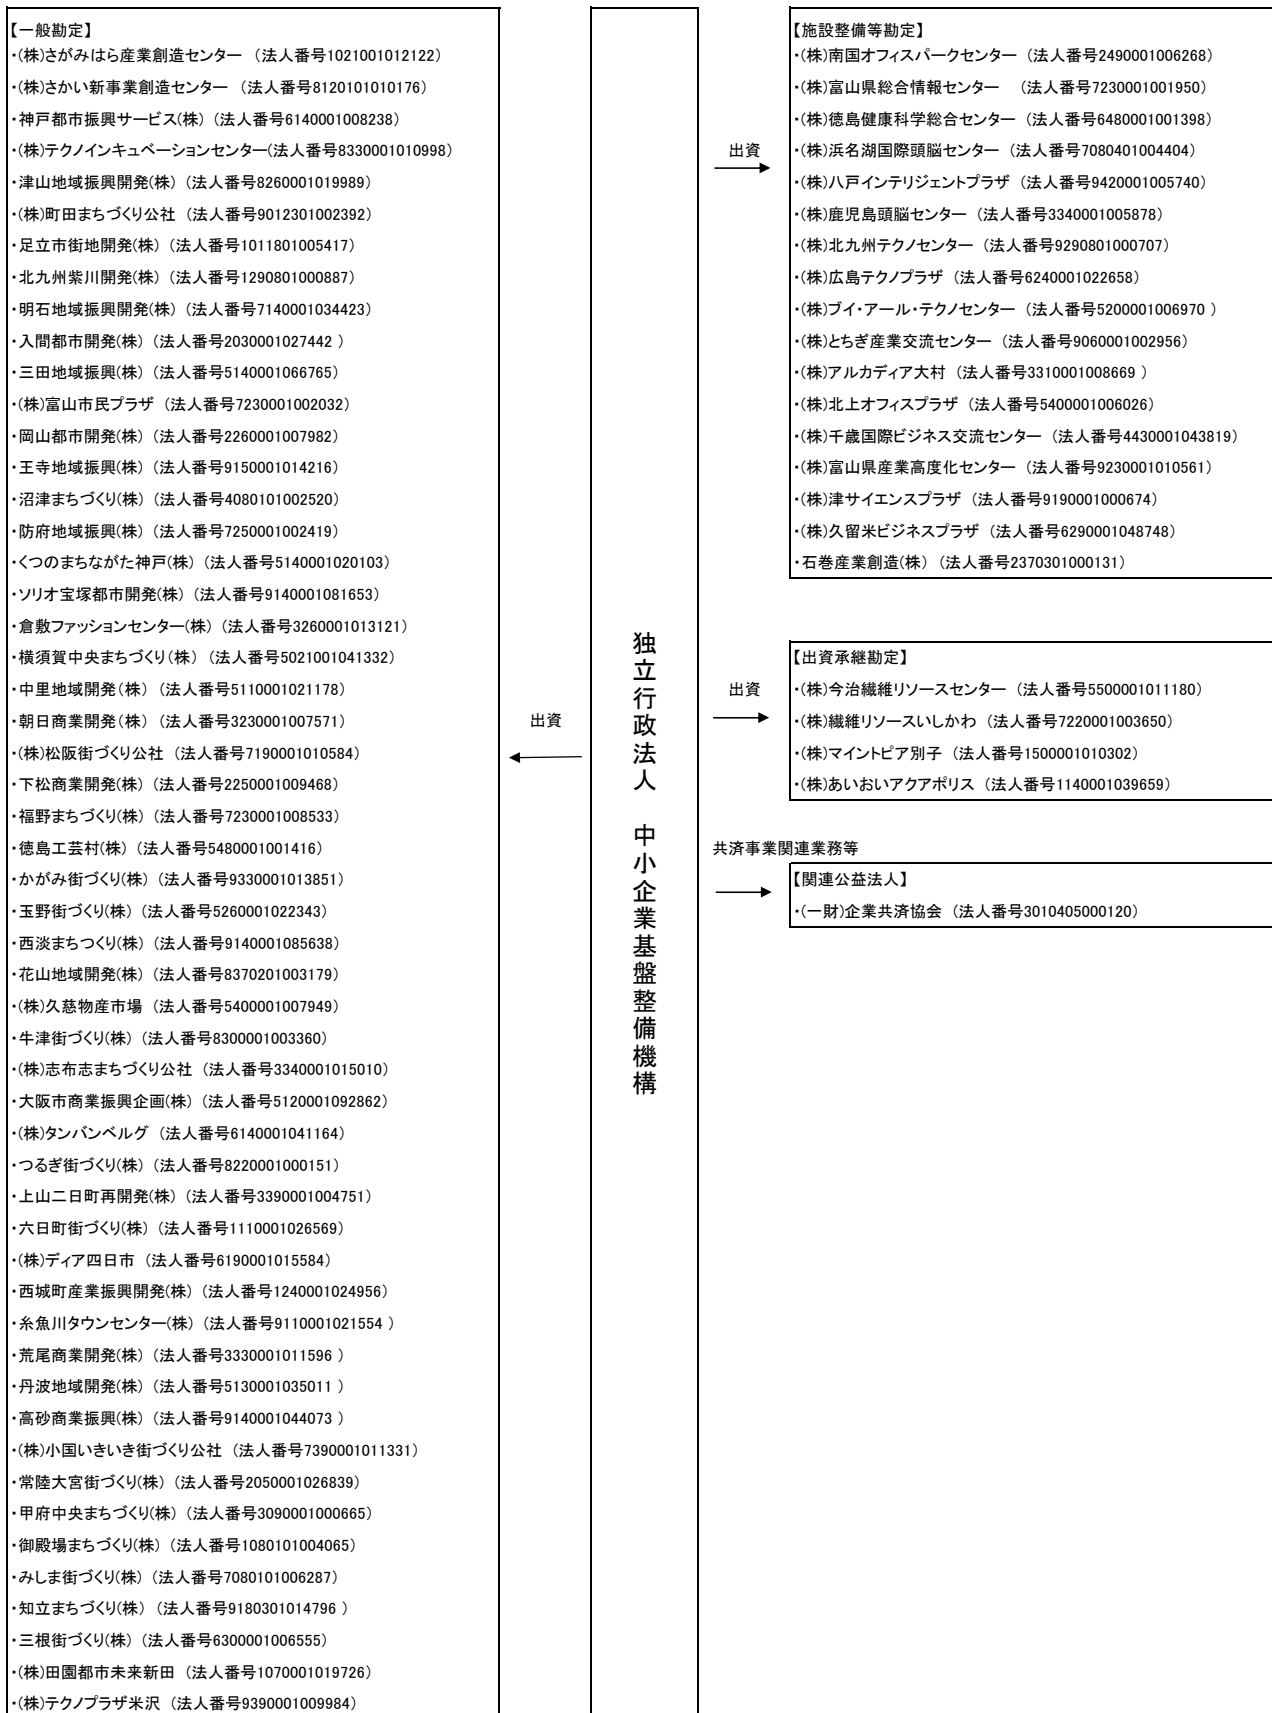 【一般勘定】
・(株)さがみはら産業創造センター （法人番号1021001012122）
・(株)さかい新事業創造センター （法人番号8120101010176）
・神戸都市振興サービス(株) （法人番号6140001008238）
・(株)テクノインキュベーションセンター(法人番号8330001010998）
・津山地域振興開発(株) （法人番号8260001019989）
・(株)町田まちづくり公社 （法人番号9012301002392）
・足立市街地開発(株) （法人番号1011801005417）
・北九州紫川開発(株) （法人番号1290801000887）
・明石地域振興開発(株) （法人番号7140001034423）
・入間都市開発(株) （法人番号2030001027442 ）
・三田地域振興(株) （法人番号5140001066765）
・(株)富山市民プラザ （法人番号7230001002032）
・岡山都市開発(株) （法人番号2260001007982）
・王寺地域振興(株) （法人番号9150001014216）
・沼津まちづくり(株) （法人番号4080101002520）
・防府地域振興(株) （法人番号7250001002419）
・くつのまちながた神戸(株) （法人番号5140001020103）
・ソリオ宝塚都市開発(株) （法人番号9140001081653）
・倉敷ファッションセンター(株) （法人番号3260001013121）
・横須賀中央まちづくり(株) （法人番号5021001041332）
・中里地域開発(株) （法人番号5110001021178）
・朝日商業開発(株) （法人番号3230001007571）
・(株)松阪街づくり公社 （法人番号7190001010584）
・下松商業開発(株) （法人番号2250001009468）
・福野まちづくり(株) （法人番号7230001008533）
・徳島工芸村(株) （法人番号5480001001416）
・かがみ街づくり(株) （法人番号9330001013851）
・玉野街づくり(株) （法人番号5260001022343）
・西淡まちつくり(株) （法人番号9140001085638）
・花山地域開発(株) （法人番号8370201003179）
・(株)久慈物産市場 （法人番号5400001007949）
・牛津街づくり(株) （法人番号8300001003360）
・(株)志布志まちづくり公社 （法人番号3340001015010）
・大阪市商業振興企画(株) （法人番号5120001092862）
・(株)タンバンベルグ （法人番号6140001041164）
・つるぎ街づくり(株) （法人番号8220001000151）
・上山二日町再開発(株) （法人番号3390001004751）
・六日町街づくり(株) （法人番号1110001026569）
・(株)ディア四日市 （法人番号6190001015584）
・西城町産業振興開発(株) （法人番号1240001024956）
・糸魚川タウンセンター(株) （法人番号9110001021554 ）
・荒尾商業開発(株) （法人番号3330001011596 ）
・丹波地域開発(株) （法人番号5130001035011 ）
・高砂商業振興(株) （法人番号9140001044073 ）
・(株)小国いきいき街づくり公社 （法人番号7390001011331）
・常陸大宮街づくり(株) （法人番号2050001026839）
・甲府中央まちづくり(株) （法人番号3090001000665）
・御殿場まちづくり(株) （法人番号1080101004065）
・みしま街づくり(株) （法人番号7080101006287）
・知立まちづくり(株) （法人番号9180301014796 ）
・三根街づくり(株) （法人番号6300001006555）
・(株)田園都市未来新田 （法人番号1070001019726）
・(株)テクノプラザ米沢 （法人番号9390001009984）
出資
独立行政法人 中小企業基盤整備機構
出資
【施設整備等勘定】
・(株)南国オフィスパークセンター （法人番号2490001006268）
・(株)富山県総合情報センター （法人番号7230001001950）
・(株)徳島健康科学総合センター （法人番号6480001001398）
・(株)浜名湖国際頭脳センター （法人番号7080401004404）
・(株)八戸インテリジェントプラザ （法人番号9420001005740）
・(株)鹿児島頭脳センター （法人番号3340001005878）
・(株)北九州テクノセンター （法人番号9290801000707）
・(株)広島テクノプラザ （法人番号6240001022658）
・(株)ブイ・アール・テクノセンター （法人番号5200001006970 ）
・(株)とちぎ産業交流センター （法人番号9060001002956）
・(株)アルカディア大村 （法人番号3310001008669 ）
・(株)北上オフィスプラザ （法人番号5400001006026）
・(株)千歳国際ビジネス交流センター （法人番号4430001043819）
・(株)富山県産業高度化センター （法人番号9230001010561）
・(株)津サイエンスプラザ （法人番号9190001000674）
・(株)久留米ビジネスプラザ （法人番号6290001048748）
・石巻産業創造(株) （法人番号2370301000131）
出資
【出資承継勘定】
・(株)今治繊維リソースセンター （法人番号5500001011180）
・(株)繊維リソースいしかわ （法人番号7220001003650）
・(株)マイントピア別子 （法人番号1500001010302）
・(株)あいおいアクアポリス （法人番号1140001039659）
共済事業関連業務等
【関連公益法人】
・(一財)企業共済協会 （法人番号3010405000120）